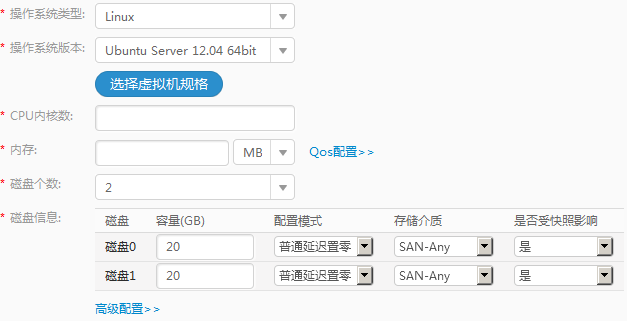 * 操作系统类型: Linux
* 操作系统版本: Ubuntu Server 12.04 64bit
选择虚拟机规格
* CPU内核数:
* 内存: MB Qos配置>>
* 磁盘个数: 2
* 磁盘信息: 磁盘 容量(GB) 配置模式 存储介质 是否受快照影响
磁盘0 20 普通延迟置零 SAN-Any 是
磁盘1 20 普通延迟置零 SAN-Any 是
高级配置>>